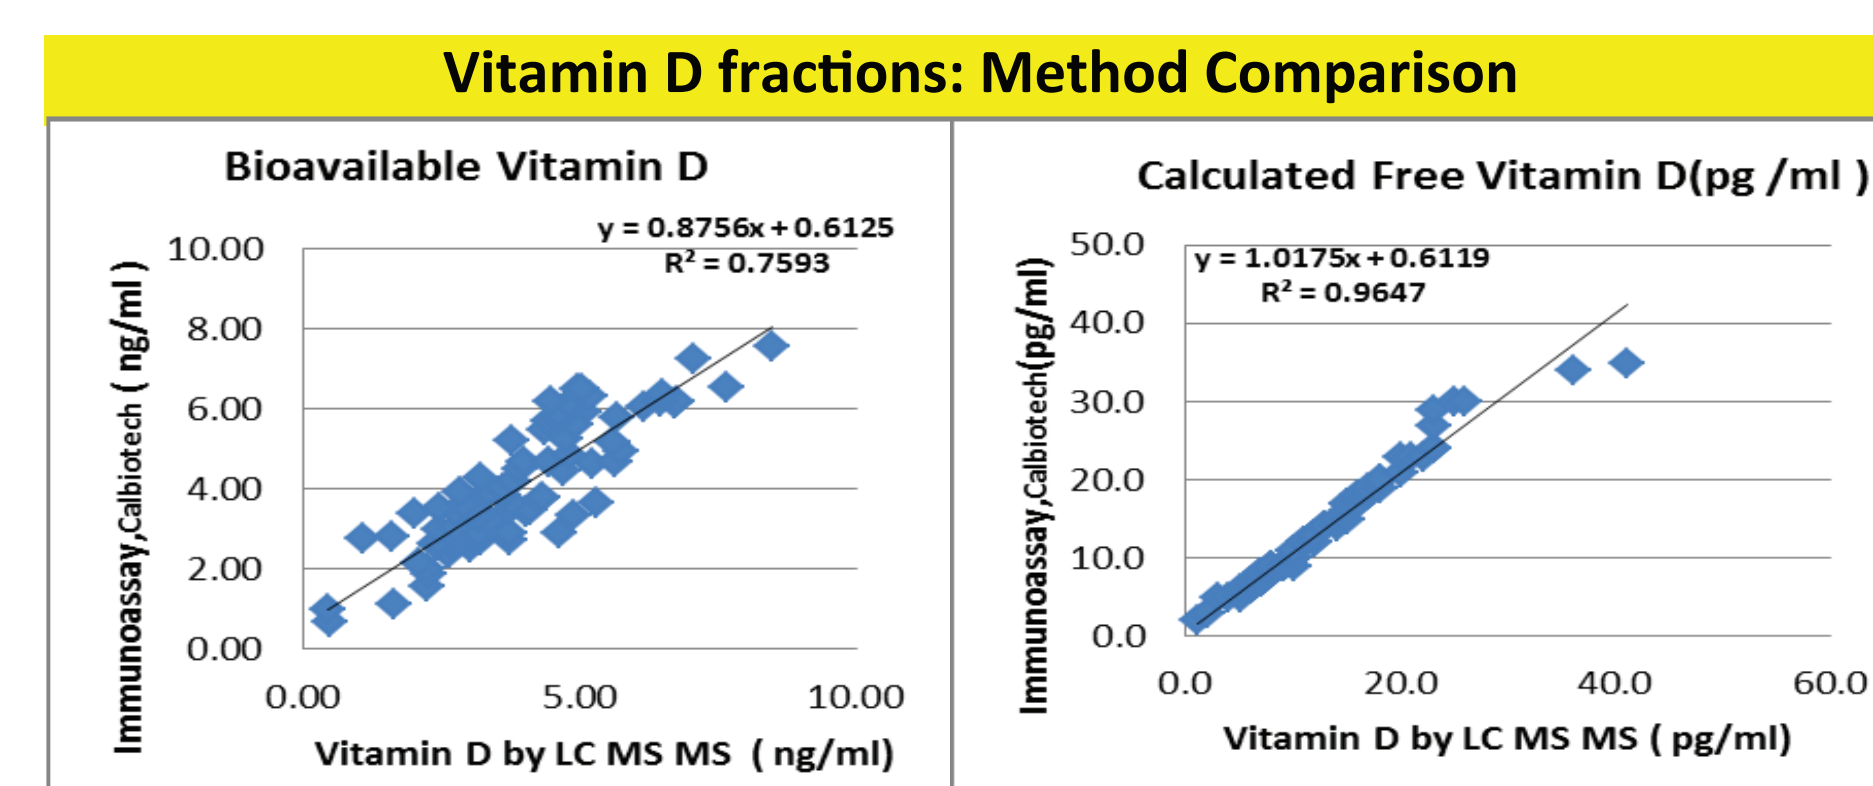 Vitamin D fractions: Method Comparison
Bioavailable Vitamin D
y = 0.8756x + 0.6125
R² = 0.7593
Immunoassay,Calbiotech ( ng/ml )
10.00
8.00
6.00
4.00
2.00
0.00
0.00 5.00 10.00
Vitamin D by LC MS MS ( ng/ml)
Calculated Free Vitamin D(pg /ml )
y = 1.0175x + 0.6119
R² = 0.9647
Immunoassay,Calbiotech(pg/ml)
50.0
40.0
30.0
20.0
10.0
0.0
0.0 20.0 40.0 60.0
Vitamin D by LC MS MS ( pg/ml)